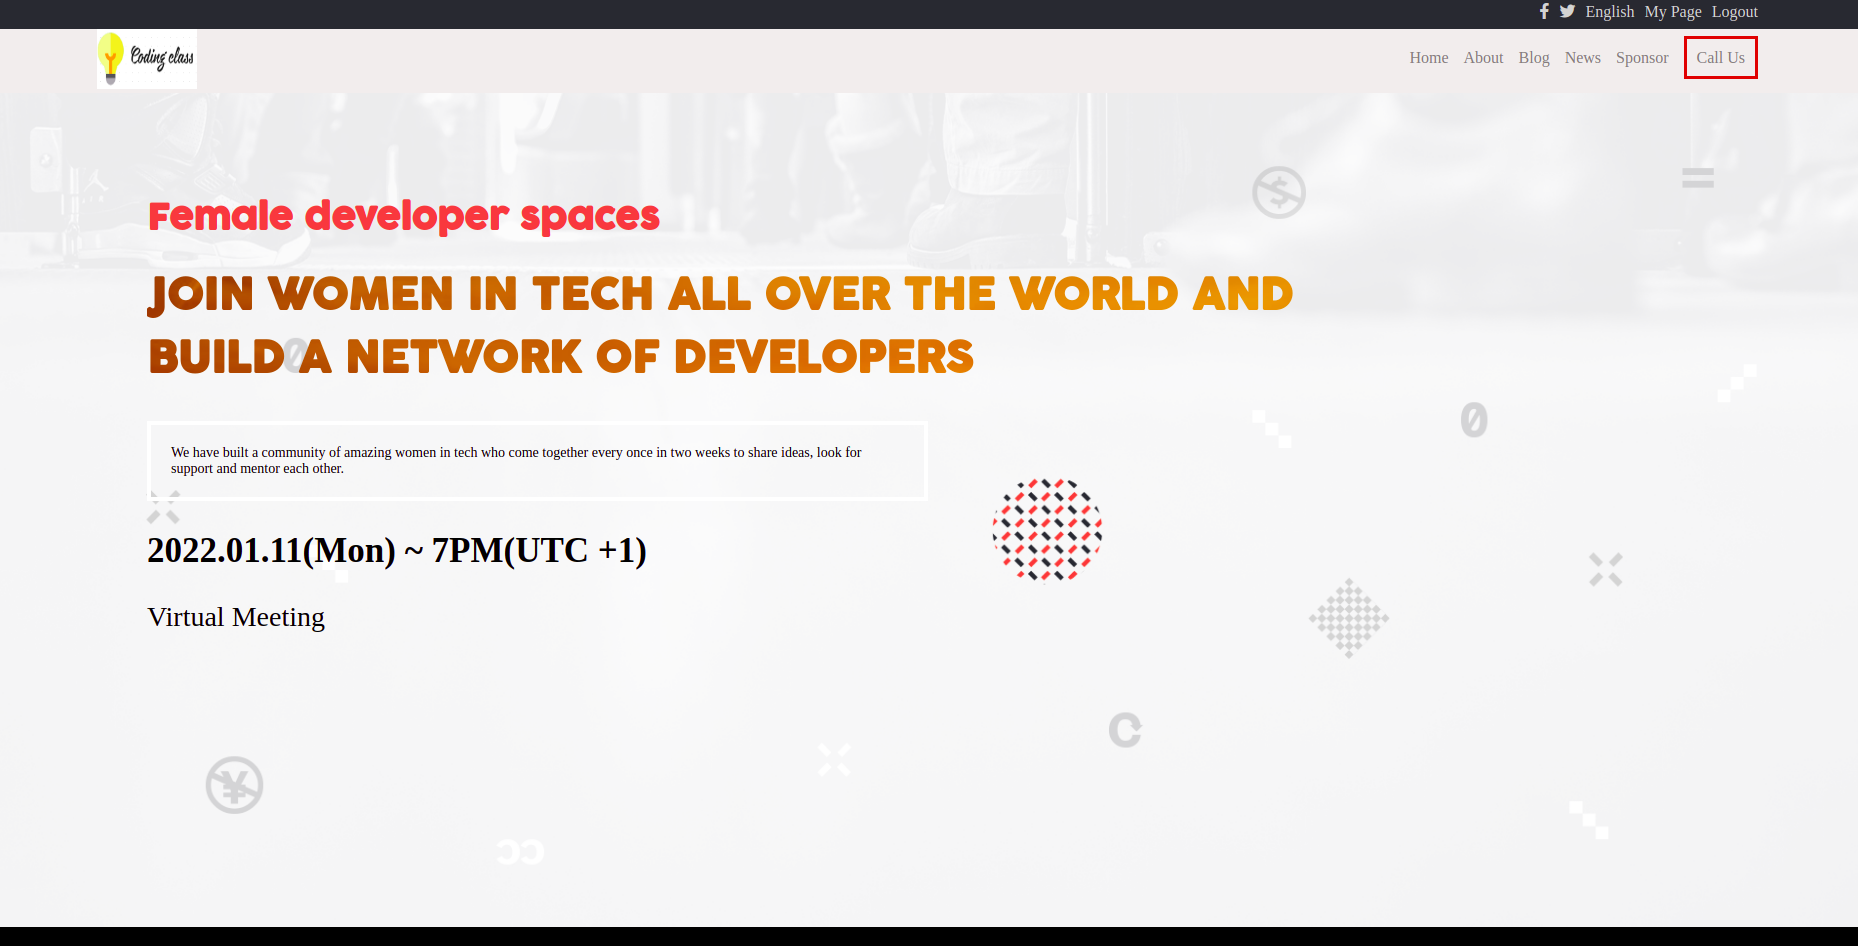 English My Page Logout
Coding class
Home About Blog News Sponsor Call Us
Female developer spaces
JOIN WOMEN IN TECH ALL OVER THE WORLD AND
BUILD A NETWORK OF DEVELOPERS
We have built a community of amazing women in tech who come together every once in two weeks to share ideas, look for
support and mentor each other.
2022.01.11(Mon) ~ 7PM(UTC +1)
Virtual Meeting